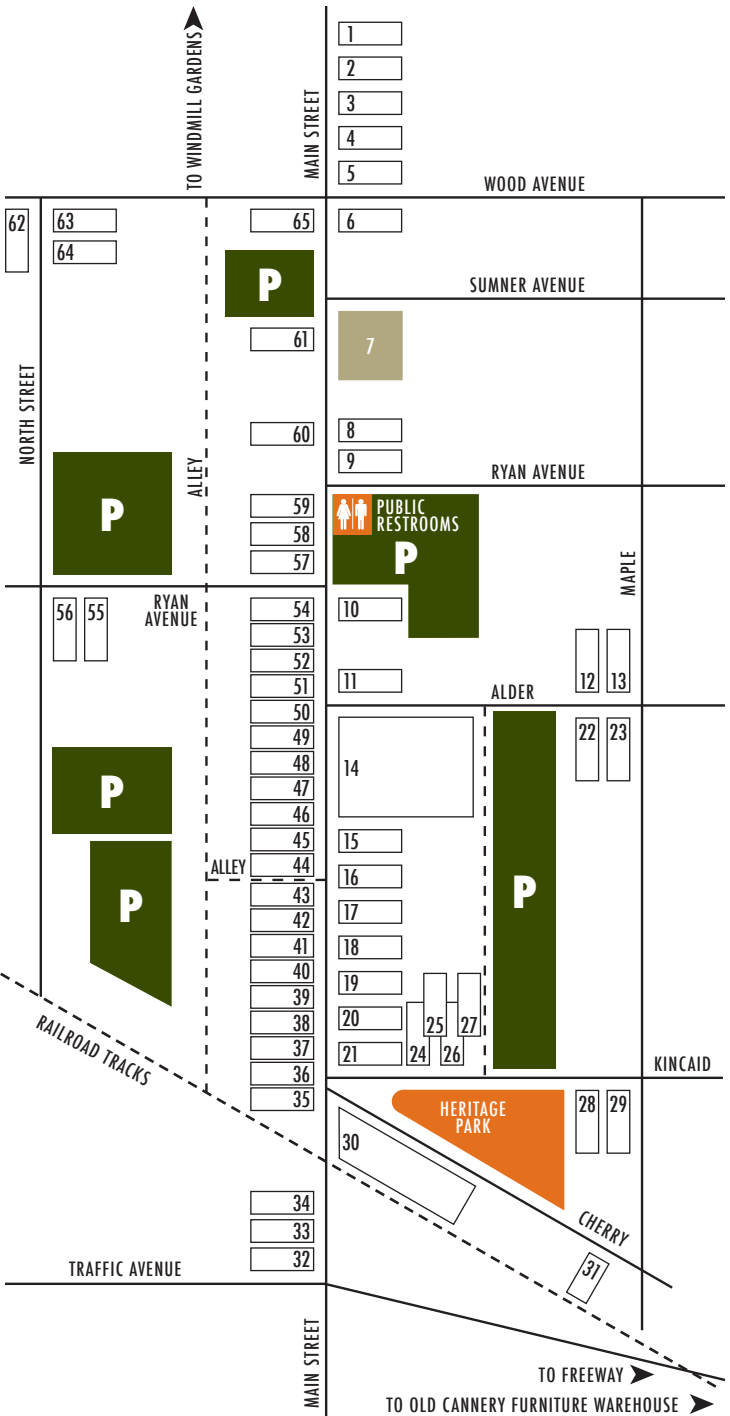 TO WINDMILL GARDENS
MAIN STREET
1
2
3
4
5
WOOD AVENUE
62
63
64
65
6
P
SUMNER AVENUE
61
7
NORTH STREET
60
8
9
ALLEY
RYAN AVENUE
P
59
58
57
PUBLIC
RESTROOMS
P
MAPLE
RYAN
AVENUE
56
55
54
53
52
51
50
49
48
47
46
45
44
10
11
12
13
ALDER
14
22
23
P
P
ALLEY
43
42
41
40
39
38
37
36
35
15
16
17
18
19
20
21
24
25
26
27
P
RAILROAD TRACKS
KINCAID
HERITAGE
PARK
28
29
30
CHERRY
31
34
33
32
TRAFFIC AVENUE
MAIN STREET
TO FREEWAY
TO OLD CANNERY FURNITURE WAREHOUSE